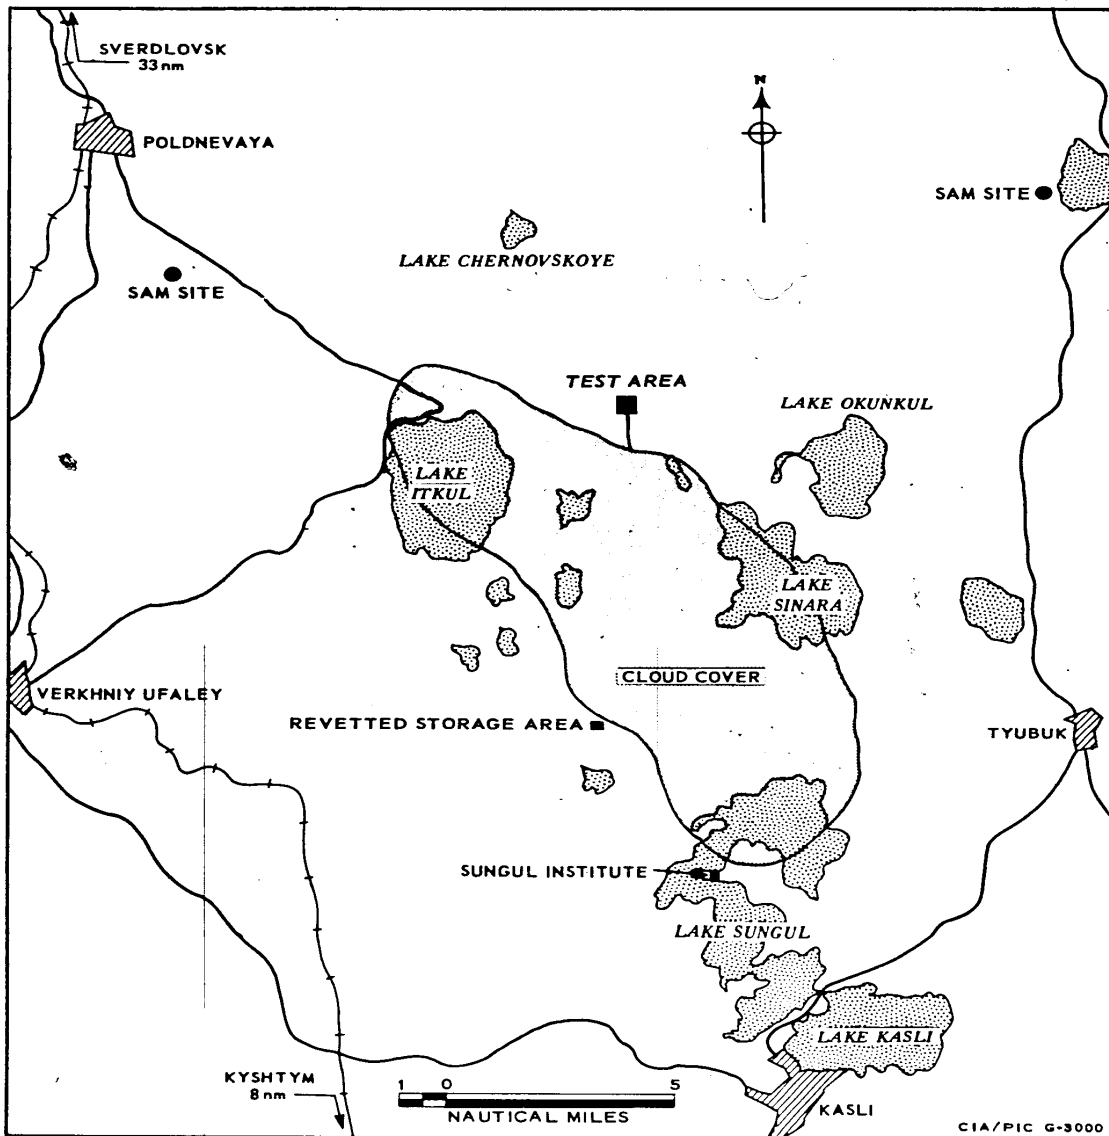 SVERDLOVSK
33 nm
POLDNEVAYA
N
SAM SITE
LAKE CHERNOVSKOYE
SAM SITE
TEST AREA
LAKE OKUNKUL
LAKE
ITKUL
LAKE
SINARA
CLOUD COVER
VERKHNIY UFALEY
REVETTED STORAGE AREA
TYUBUK
SUNGUL INSTITUTE
LAKE SUNGUL
LAKE KASLI
KYSHTYM
8 nm
1 0 5
NAUTICAL MILES
KASLI
CIA/PIC G-3000